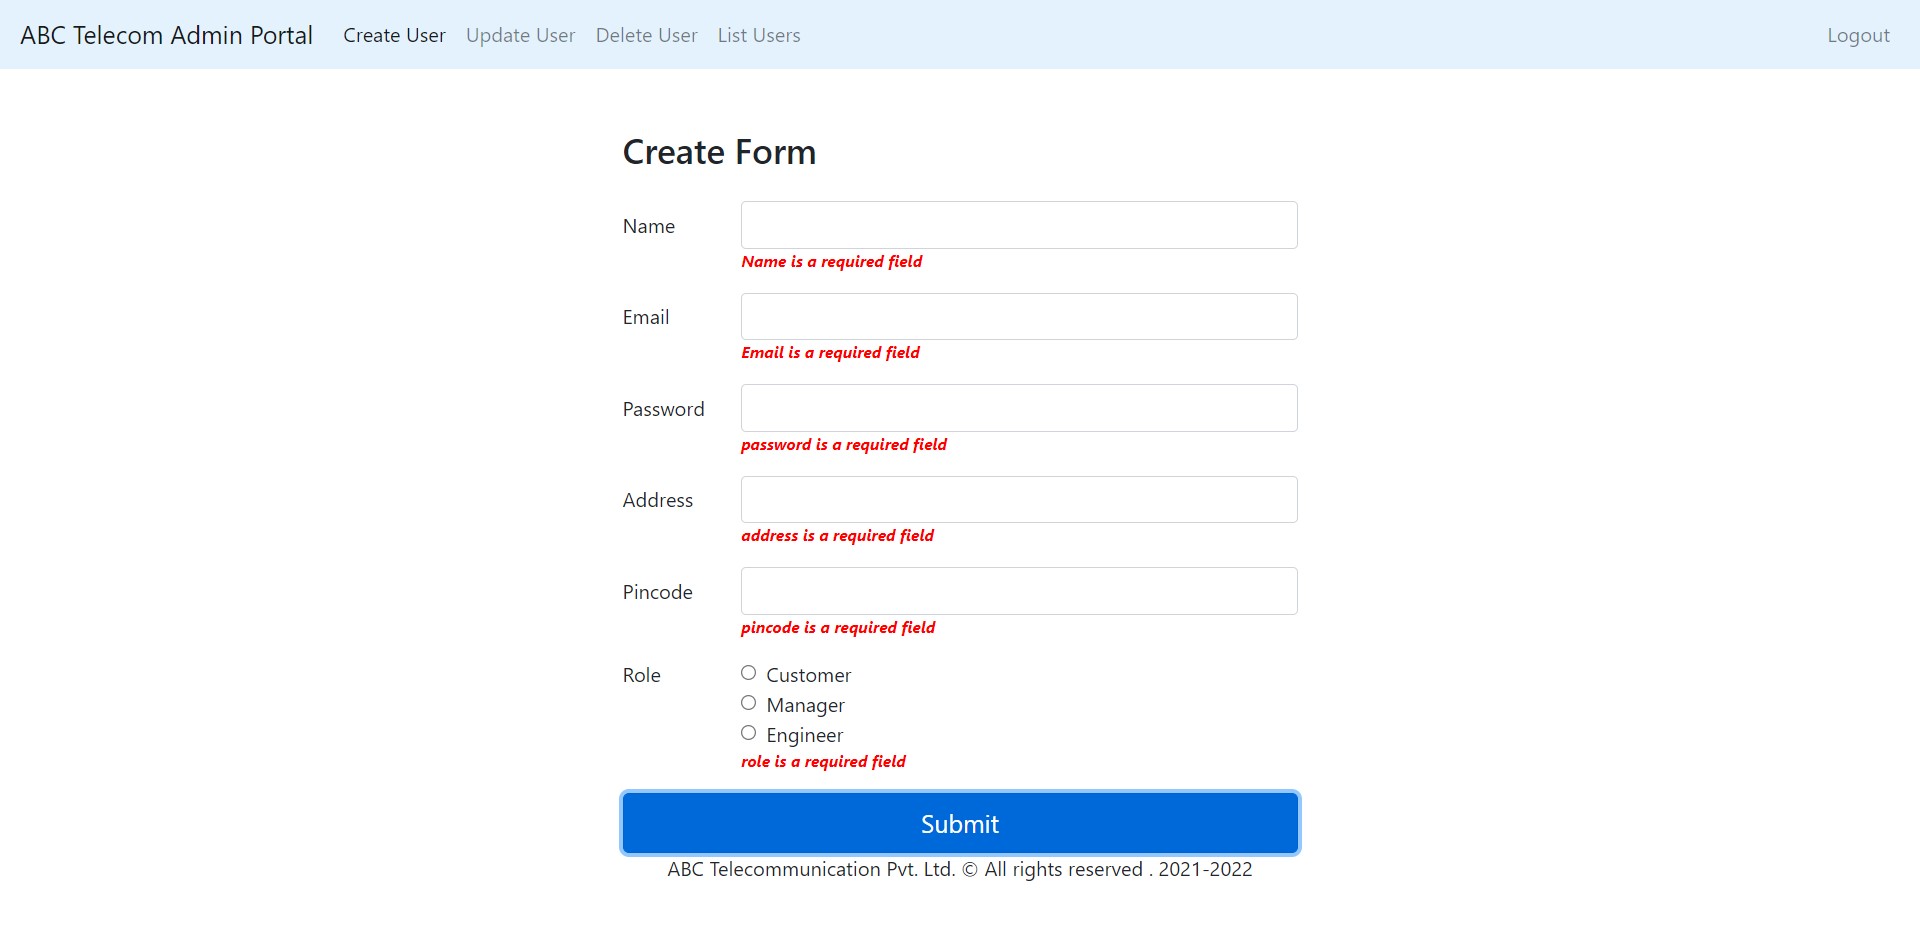 ABC Telecom Admin Portal Create User Update User Delete User List Users Logout
Create Form
Name
Name is a required field
Email
Email is a required field
Password
password is a required field
Address
address is a required field
Pincode
pincode is a required field
Role
Customer
Manager
Engineer
role is a required field
Submit
ABC Telecommunication Pvt. Ltd. © All rights reserved . 2021-2022